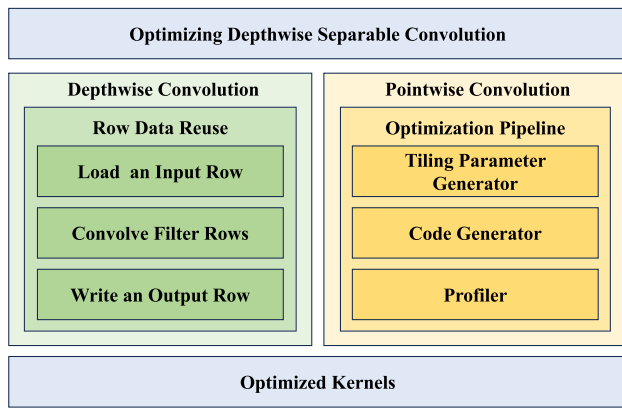 Optimizing Depthwise Separable Convolution
Depthwise Convolution
Row Data Reuse
Load an Input Row
Convolve Filter Rows
Write an Output Row
Pointwise Convolution
Optimization Pipeline
Tiling Parameter
Generator
Code Generator
Profiler
Optimized Kernels